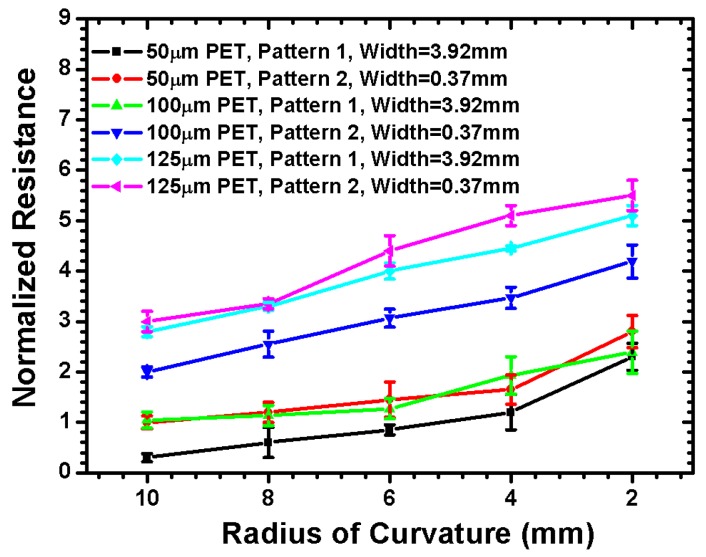 9
8
7
6
5
4
3
2
1
0
Normalized Resistance
50μm PET, Pattern 1, Width=3.92mm
50μm PET, Pattern 2, Width=0.37mm
100μm PET, Pattern 1, Width=3.92mm
100μm PET, Pattern 2, Width=0.37mm
125μm PET, Pattern 1, Width=3.92mm
125μm PET, Pattern 2, Width=0.37mm
10 8 6 4 2
Radius of Curvature (mm)